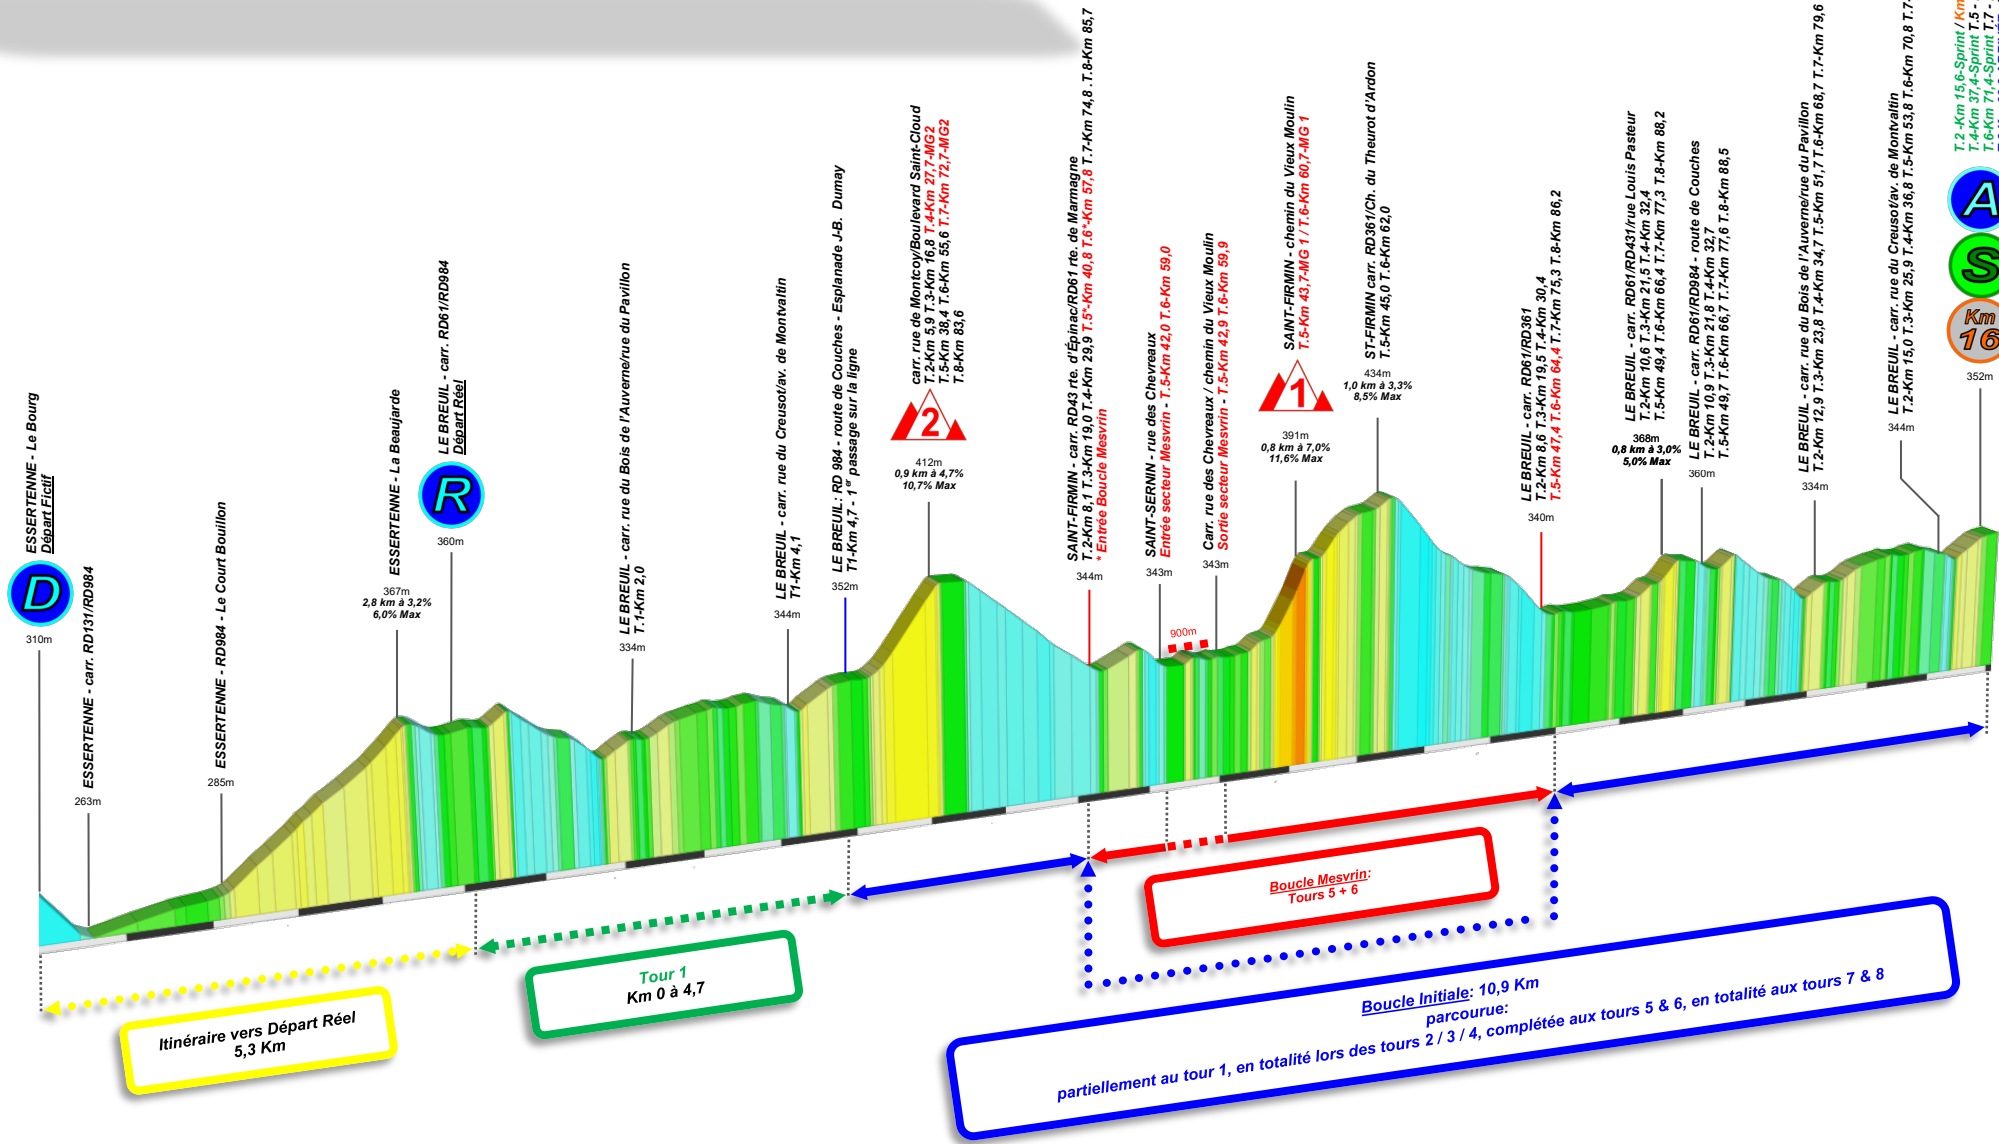 ESSERTENNE - Le Bourg
Départ Fictif
D
310m
ESSERTENNE - carr. RD131/RD984
263m
ESSERTENNE - RD984 - Le Court Bouillon
285m
ESSERTENNE - La Beaujarde
367m
2,8 km à 3,2%
6,0% Max
LE BREUIL - carr. RD61/RD984
Départ Réel
R
360m
LE BREUIL - carr. rue du Bois de l'Auverne/rue du Pavillon
T.1-Km 2,0
334m
LE BREUIL - carr. rue du Creusot/av. de Montvaltin
T1-Km 4,1
344m
LE BREUIL : RD 984 - route de Couches - Esplanade J-B. Dumay
T1-Km 4,7 - 1er passage sur la ligne
352m
carr. rue de Montcoy/Boulevard Saint-Cloud
T.2-Km 5,9 T.3-Km 16,8 T.4-Km 27,7-MG2
T.5-Km 38,4 T.6-Km 55,6 T.7-Km 72,7-MG2
T.8-Km 83,6
2
412m
0,9 km à 4,7%
10,7% Max
SAINT-FIRMIN - carr. RD43 rte. d'Épinac/RD61 rte. de Marmagne
T.2-Km 8,1 T.3-Km 19,0 T.4-Km 29,9 T.5*-Km 40,8 T.6*-Km 57,8 T.7-Km 74,8 .T.8-Km 85,7
* Entrée Boucle Mesvrin
344m
SAINT-SERNIN - rue des Chevreaux
Entrée secteur Mesvrin - T.5-Km 42,0 T.6-Km 59,0
343m
900m
Carr. rue des Chevreaux / chemin du Vieux Moulin
Sortie secteur Mesvrin - T.5-Km 42,9 T.6-Km 59,9
343m
SAINT-FIRMIN - chemin du Vieux Moulin
T.5-Km 43,7-MG 1 / T.6-Km 60,7-MG 1
1
391m
0,8 km à 7,0%
11,6% Max
ST-FIRMIN carr. RD361/Ch. du Theurot d'Ardon
T.5-Km 45,0 T.6-Km 62,0
434m
1,0 km à 3,3%
8,5% Max
LE BREUIL - carr. RD61/RD361
T.2-Km 8,6 T.3-Km 19,5 T.4-Km 30,4
T.5-Km 47,4 T.6-Km 64,4 T.7-Km 75,3 T.8-Km 86,2
340m
LE BREUIL - carr. RD61/RD431/rue Louis Pasteur
T.2-Km 10,6 T.3-Km 21,5 T.4-Km 32,4
T.5-Km 49,4 T.6-Km 66,4 T.7-Km 77,3 T.8-Km 88,2
368m
0,8 km à 3,0%
5,0% Max
LE BREUIL - carr. RD61/RD984 - route de Couches
T.2-Km 10,9 T.3-Km 21,8 T.4-Km 32,7
T.5-Km 49,7 T.6-Km 66,7 T.7-Km 77,6 T.8-Km 88,5
360m
LE BREUIL - carr. rue du Bois de l'Auverne/rue du Pavillon
T.2-Km 12,9 T.3-Km 23,8 T.4-Km 34,7 T.5-Km 51,7 T.6-Km 68,7 T.7-Km 79,6
334m
LE BREUIL - carr. rue du Creusot/av. de Montvaltin
T.2-Km 15,0 T.3-Km 25,9 T.4-Km 36,8 T.5-Km 53,8 T.6-Km 70,8 T.7-
344m
T.2 -Km 15,6-Sprint / Km
T.4-Km 37,4-Sprint T.5 -
T.6-Km 71,4-Sprint T.7 -
A
S
Km
16
352m
Itinéraire vers Départ Réel
5,3 Km
Tour 1
Km 0 à 4,7
Boucle Mesvrin:
Tours 5 + 6
Boucle Initiale: 10,9 Km
parcourue:
partiellement au tour 1, en totalité lors des tours 2 / 3 / 4, complétée aux tours 5 & 6, en totalité aux tours 7 & 8